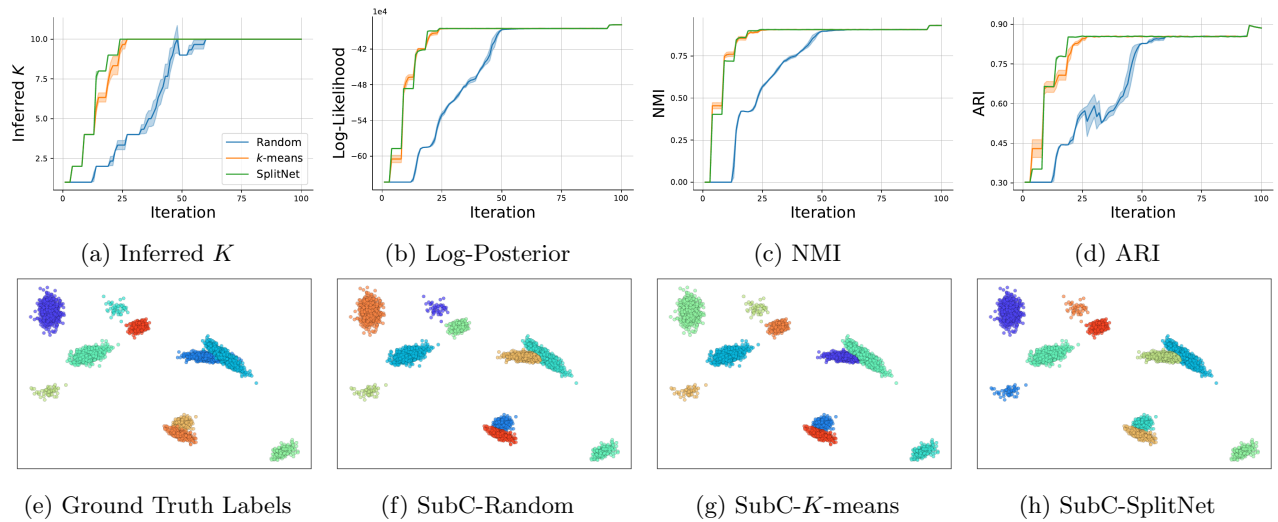 1e4
10.0
7.5
5.0
2.5
Inferred K
0
25
50
75
100
Iteration
Random
k-means
SplitNet
−42
−48
−54
−60
Log-Likelihood
0
25
50
75
100
Iteration
0.75
0.50
0.25
0.00
NMI
0
25
50
75
100
Iteration
0.90
0.75
0.60
0.45
0.30
ARI
0
25
50
75
100
Iteration
(a) Inferred K
(b) Log-Posterior
(c) NMI
(d) ARI
(e) Ground Truth Labels
(f) SubC-Random
(g) SubC-K-means
(h) SubC-SplitNet